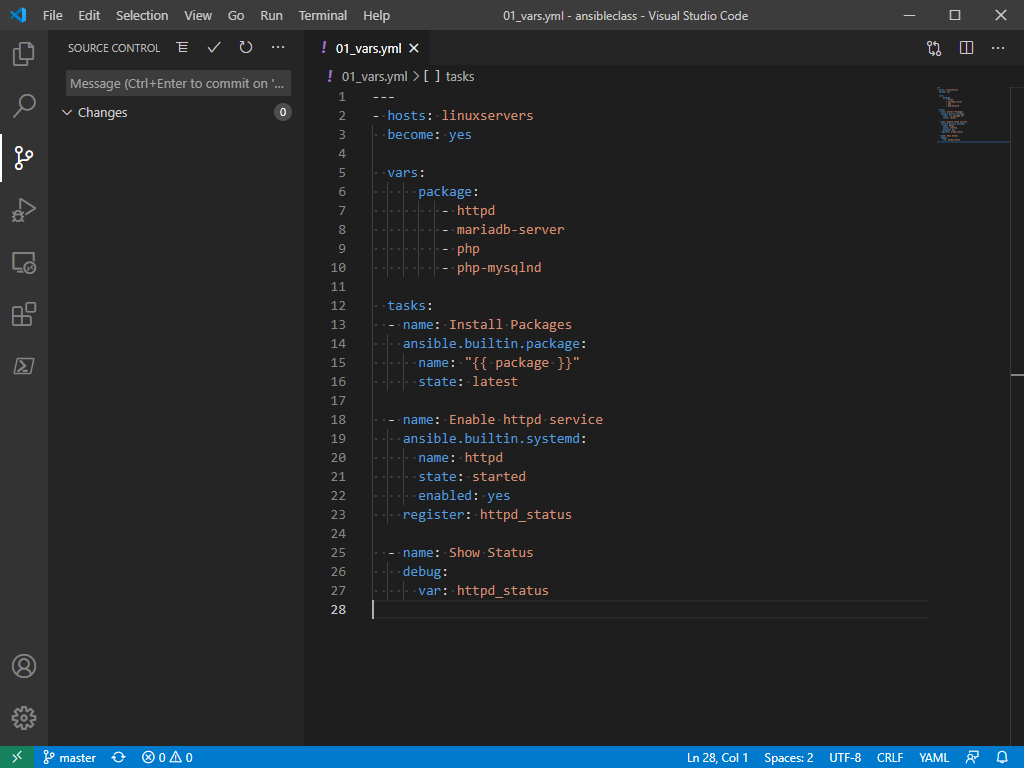 File Edit Selection View Go Run Terminal Help 01_vars.yml - ansibleclass - Visual Studio Code
SOURCE CONTROL
Message (Ctrl+Enter to commit on '...
Changes 0
01_vars.yml
01_vars.yml > [ ] tasks
1 ---
2 - hosts: linuxservers
3   become: yes
4
5   vars:
6       package:
7          - httpd
8          - mariadb-server
9          - php
10          - php-mysqlnd
11
12   tasks:
13   - name: Install Packages
14     ansible.builtin.package:
15       name: "{{ package }}"
16       state: latest
17
18   - name: Enable httpd service
19     ansible.builtin.systemd:
20       name: httpd
21       state: started
22       enabled: yes
23     register: httpd_status
24
25   - name: Show Status
26     debug:
27       var: httpd_status
28
master 0 0 Ln 28, Col 1 Spaces: 2 UTF-8 CRLF YAML